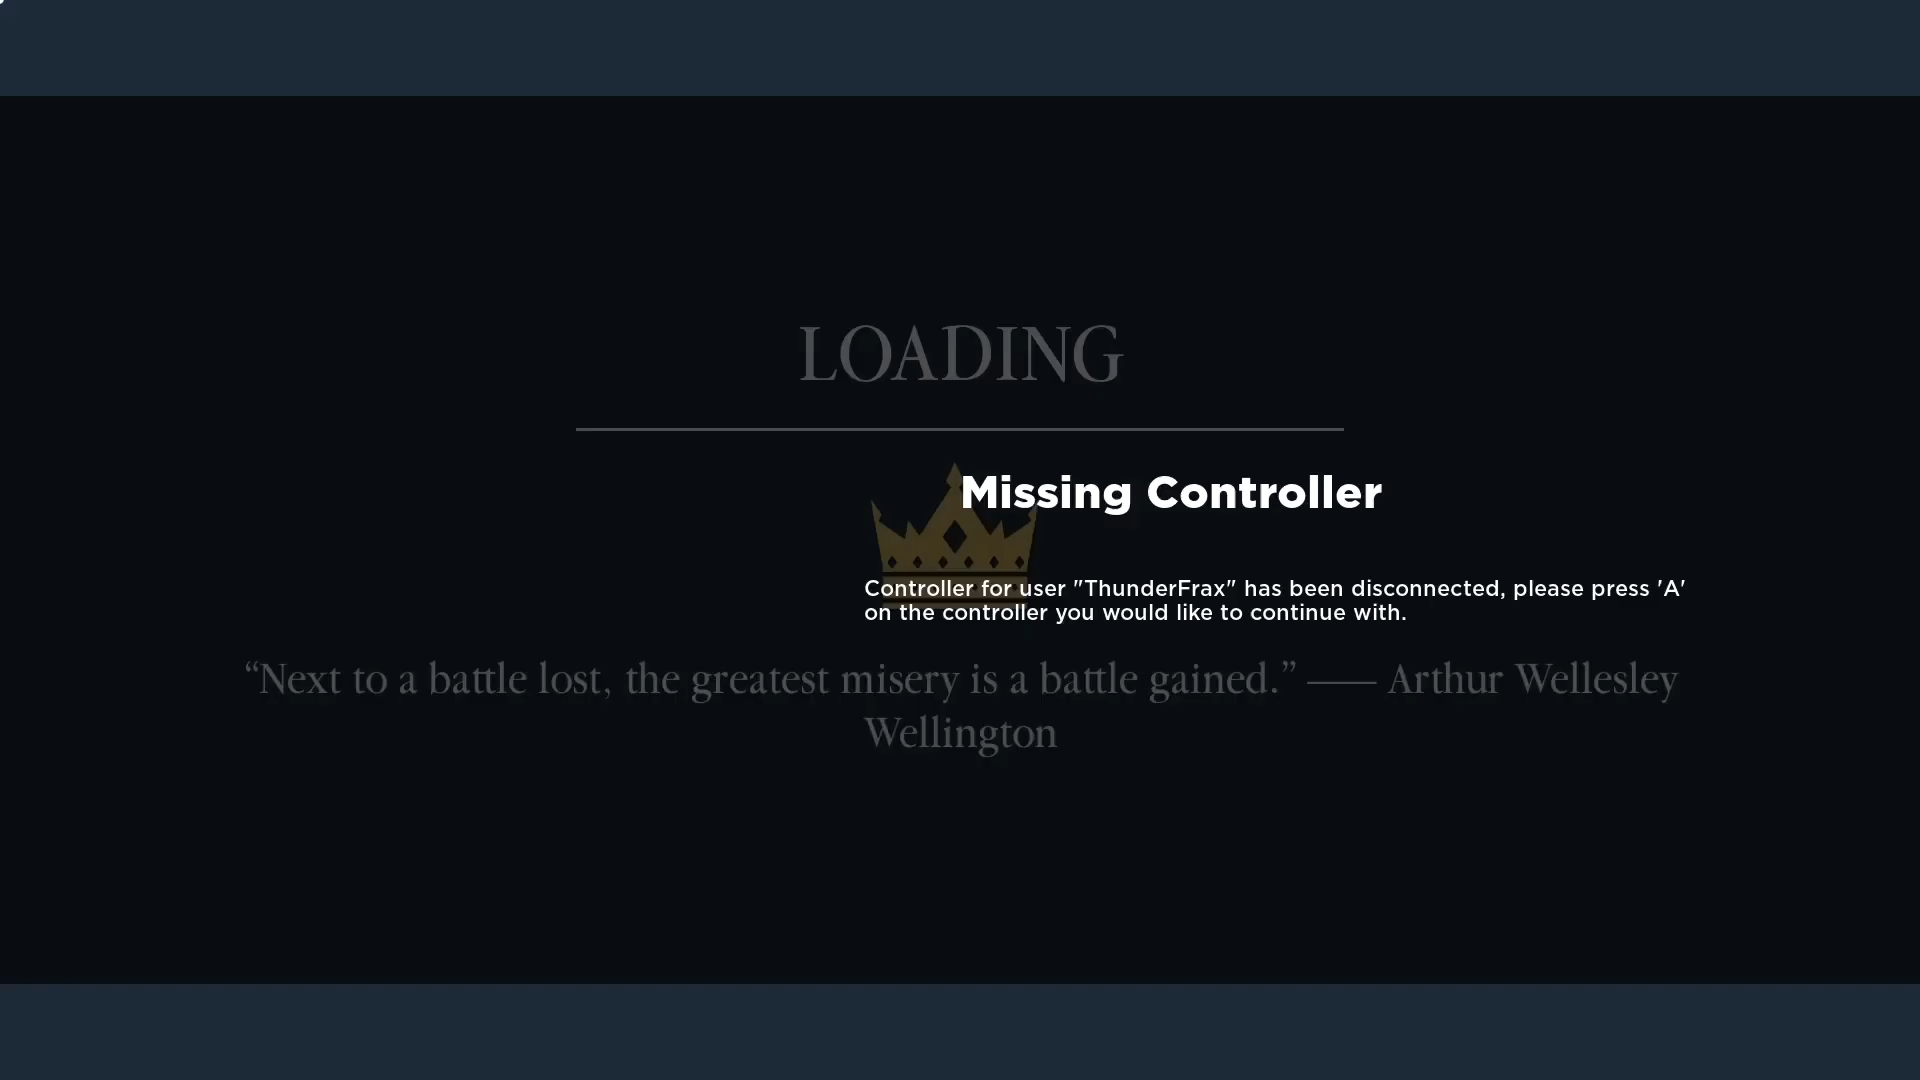 LOADING
Missing Controller
Controller for user "ThunderFrax" has been disconnected, please press 'A'
on the controller you would like to continue with.
“Next to a battle lost, the greatest misery is a battle gained.” —— Arthur Wellesley
Wellington